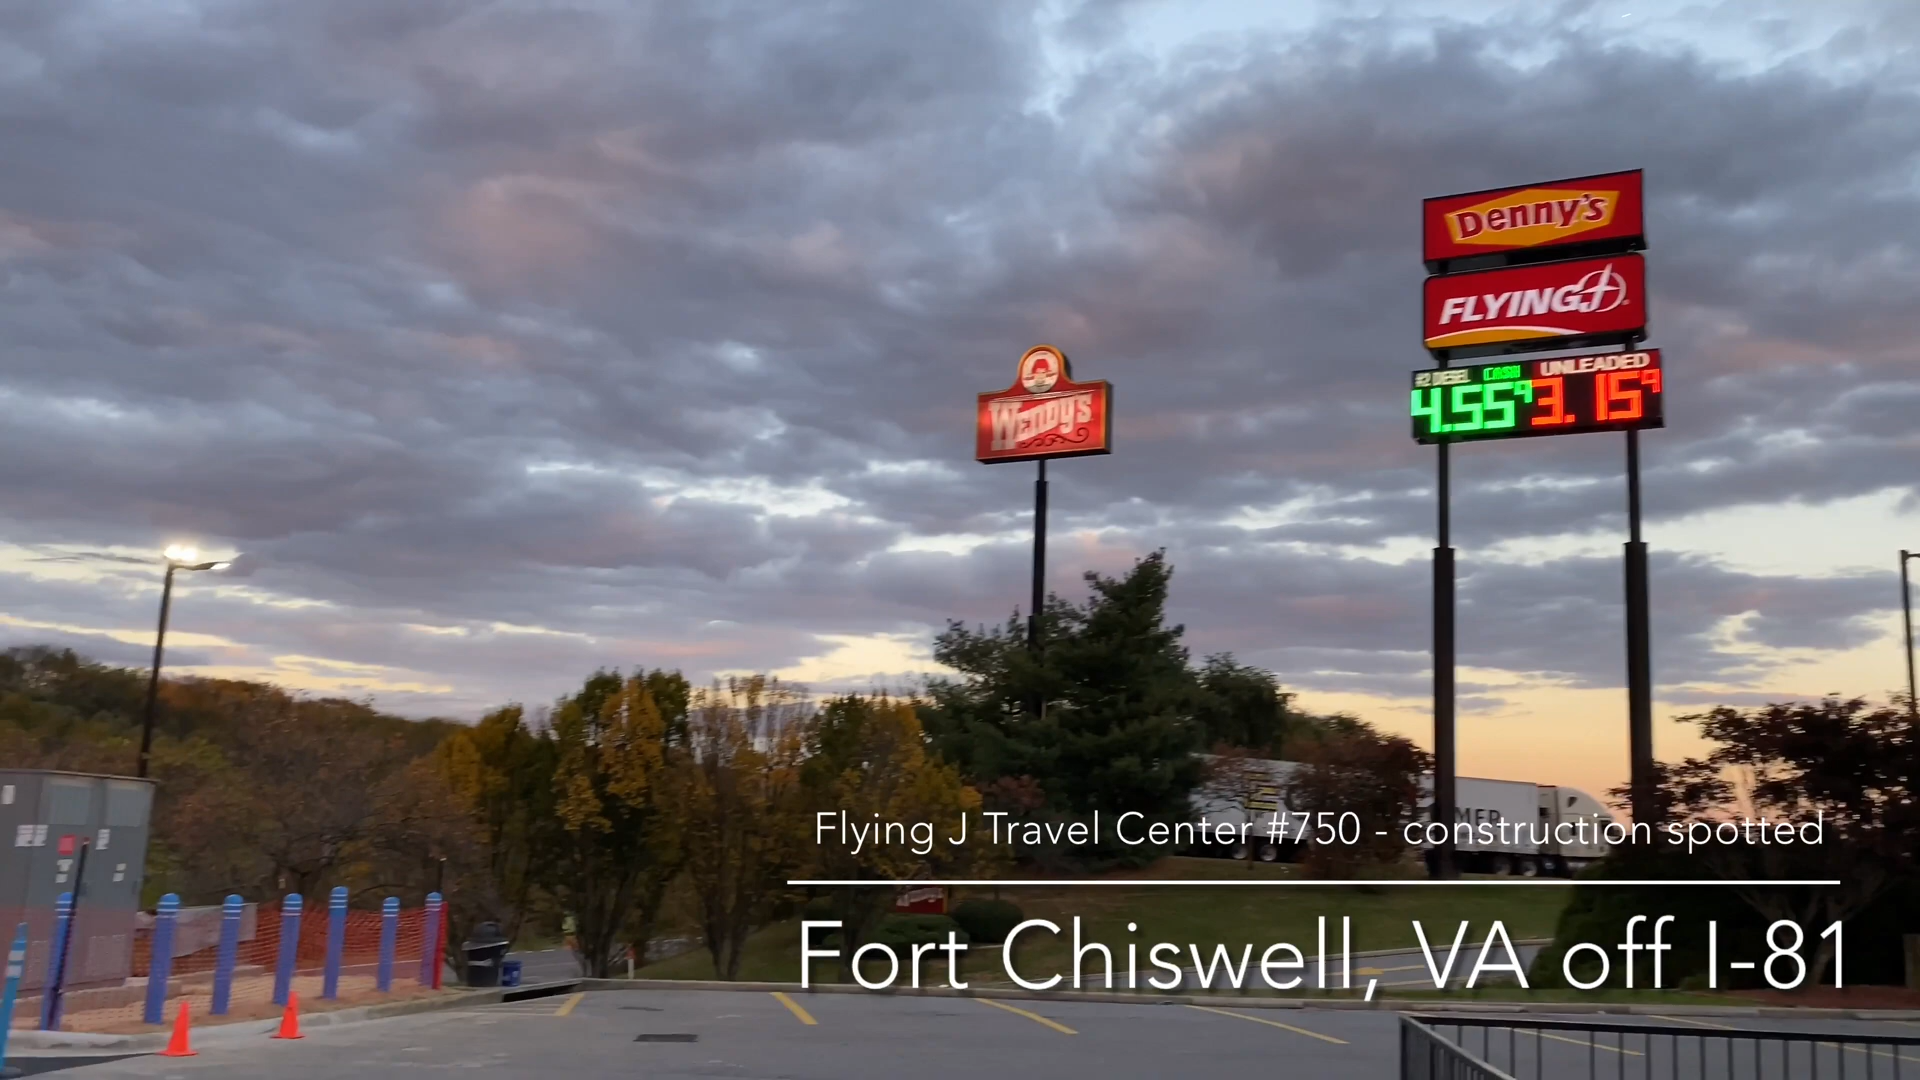 Denny's
FLYING J
#2 DIESEL CASH UNLEADED
4.55⁹ 3.15⁹
Wendy's
Flying J Travel Center #750 - construction spotted
Fort Chiswell, VA off I-81